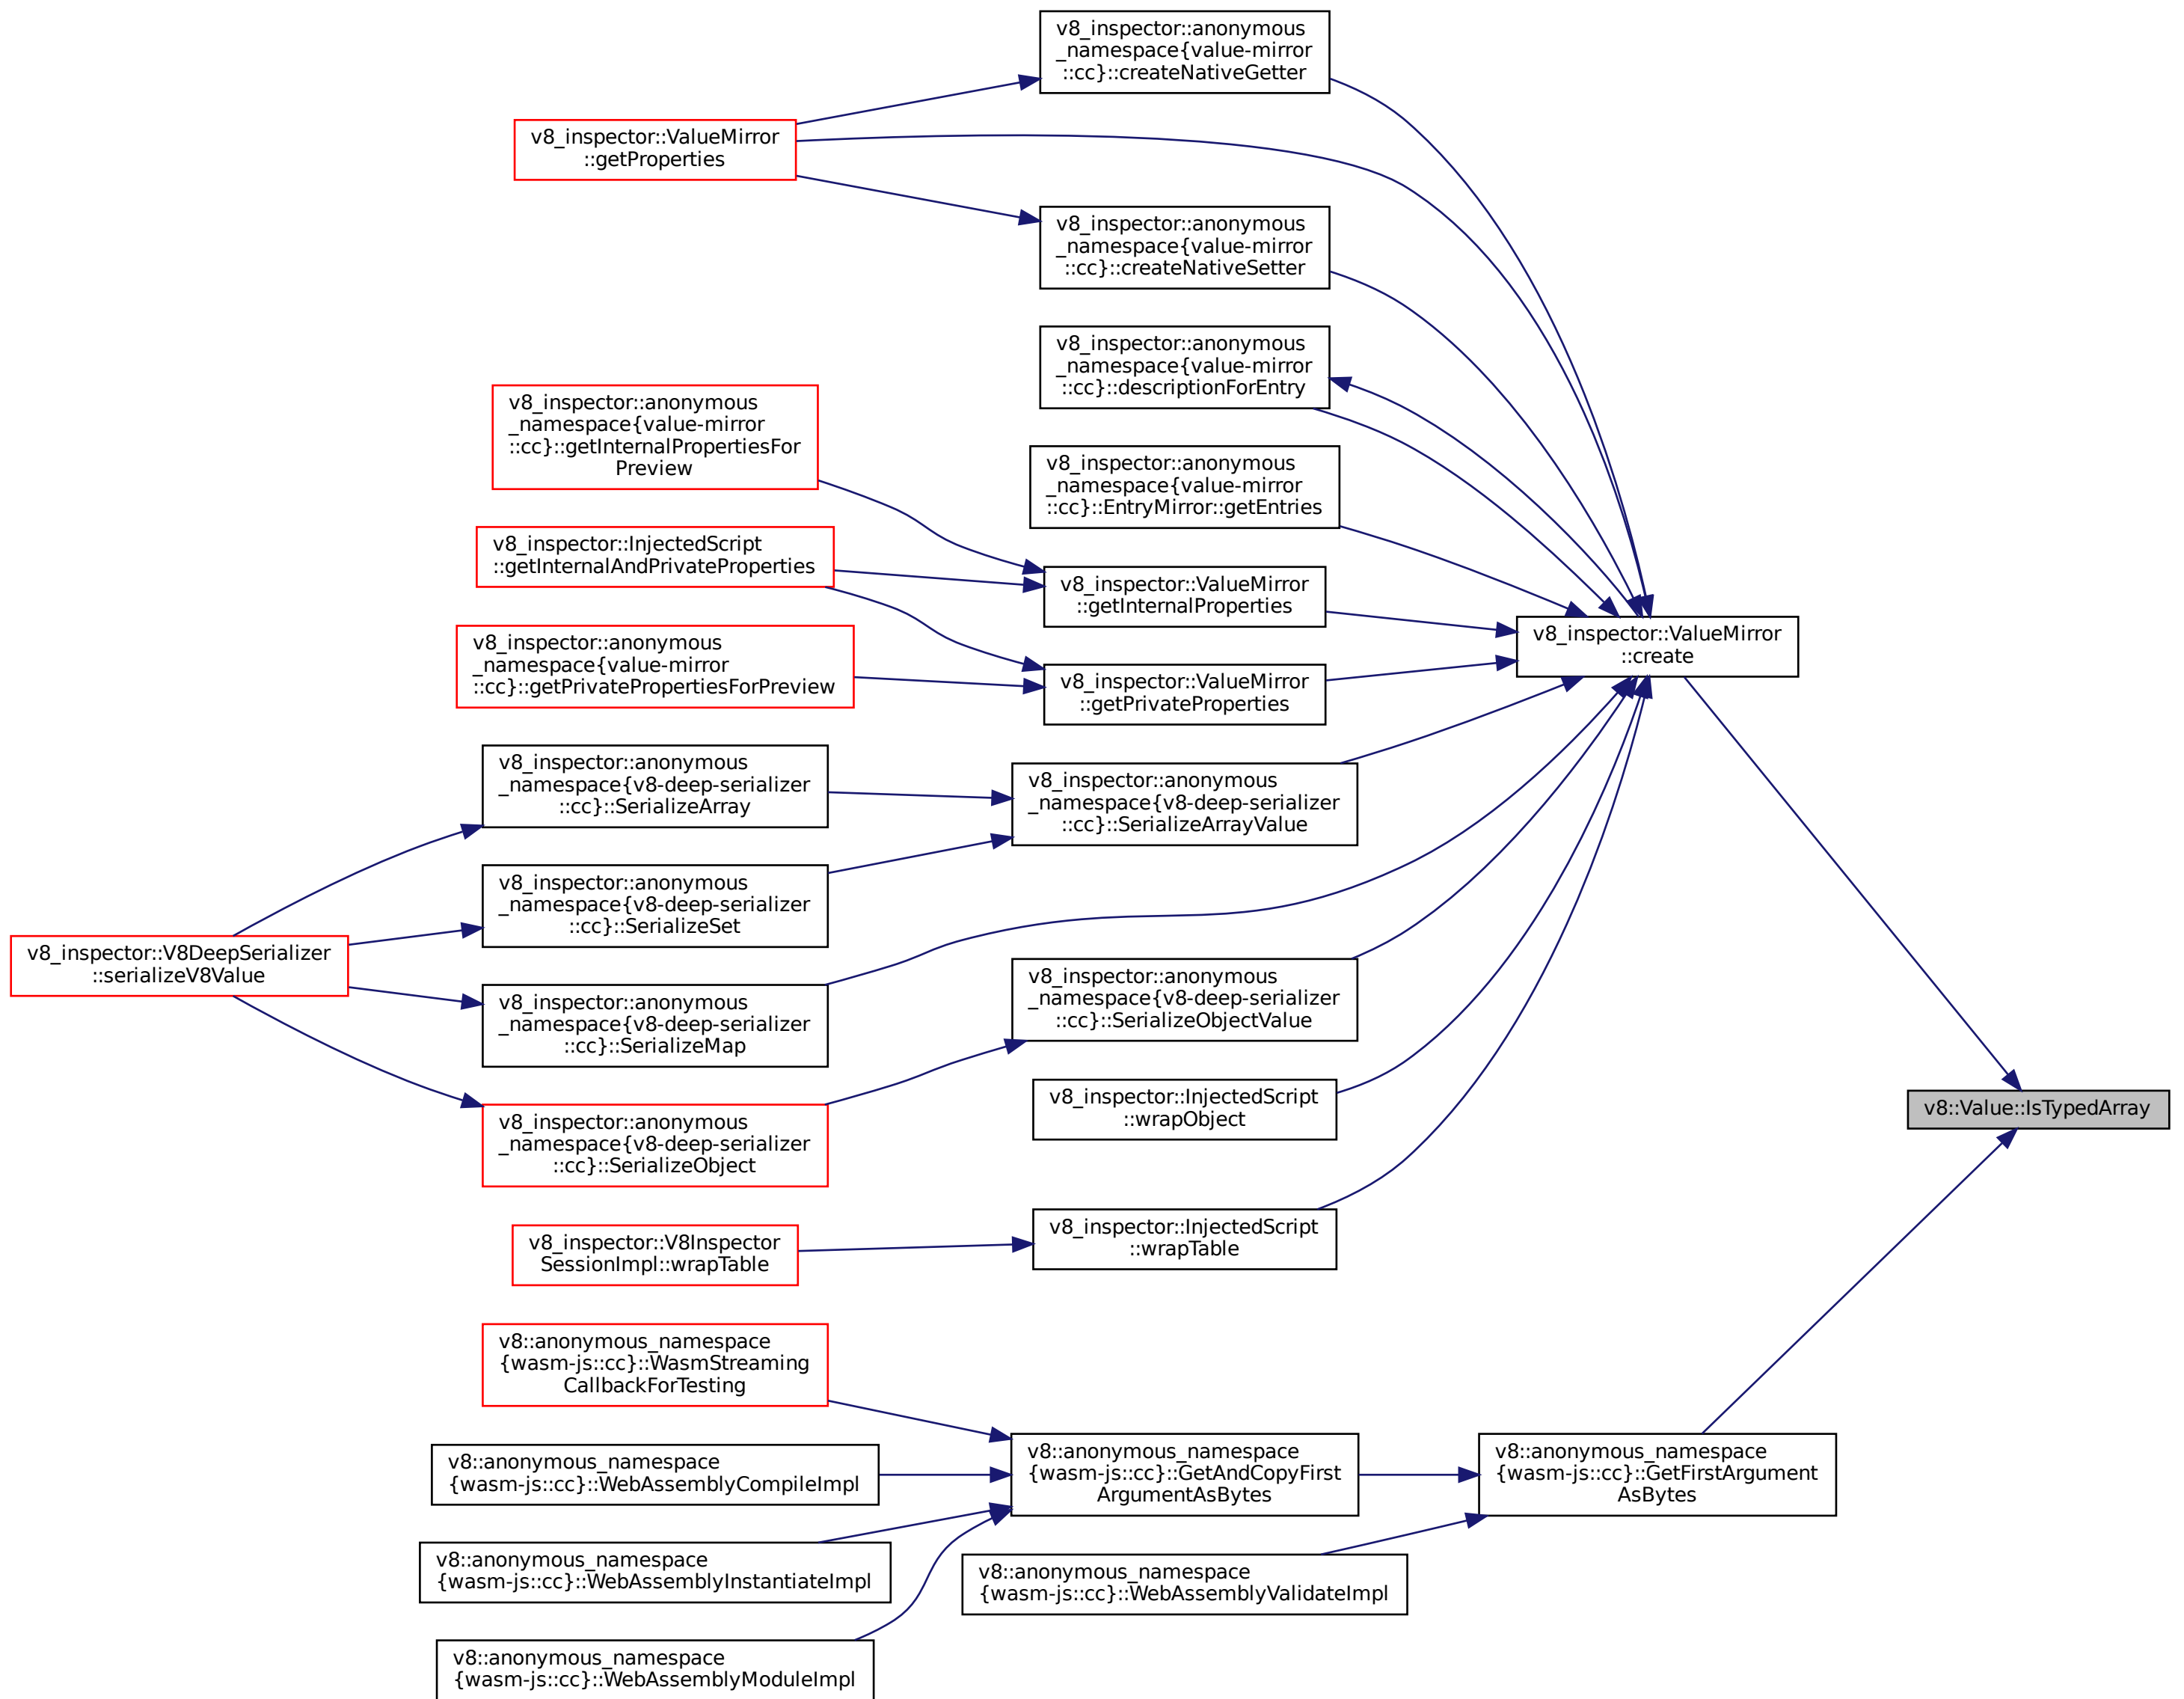 v8_inspector::anonymous
_namespace{value-mirror
::cc}::createNativeGetter
v8_inspector::ValueMirror
::getProperties
v8_inspector::anonymous
_namespace{value-mirror
::cc}::createNativeSetter
v8_inspector::anonymous
_namespace{value-mirror
::cc}::descriptionForEntry
v8_inspector::anonymous
_namespace{value-mirror
::cc}::getInternalPropertiesFor
Preview
v8_inspector::anonymous
_namespace{value-mirror
::cc}::EntryMirror::getEntries
v8_inspector::InjectedScript
::getInternalAndPrivateProperties
v8_inspector::ValueMirror
::getInternalProperties
v8_inspector::ValueMirror
::create
v8_inspector::anonymous
_namespace{value-mirror
::cc}::getPrivatePropertiesForPreview
v8_inspector::ValueMirror
::getPrivateProperties
v8_inspector::anonymous
_namespace{v8-deep-serializer
::cc}::SerializeArray
v8_inspector::anonymous
_namespace{v8-deep-serializer
::cc}::SerializeArrayValue
v8_inspector::anonymous
_namespace{v8-deep-serializer
::cc}::SerializeSet
v8_inspector::V8DeepSerializer
::serializeV8Value
v8_inspector::anonymous
_namespace{v8-deep-serializer
::cc}::SerializeObjectValue
v8_inspector::anonymous
_namespace{v8-deep-serializer
::cc}::SerializeMap
v8_inspector::InjectedScript
::wrapObject
v8::Value::IsTypedArray
v8_inspector::anonymous
_namespace{v8-deep-serializer
::cc}::SerializeObject
v8_inspector::InjectedScript
::wrapTable
v8_inspector::V8Inspector
SessionImpl::wrapTable
v8::anonymous_namespace
{wasm-js::cc}::WasmStreaming
CallbackForTesting
v8::anonymous_namespace
{wasm-js::cc}::WebAssemblyCompileImpl
v8::anonymous_namespace
{wasm-js::cc}::GetAndCopyFirst
ArgumentAsBytes
v8::anonymous_namespace
{wasm-js::cc}::GetFirstArgument
AsBytes
v8::anonymous_namespace
{wasm-js::cc}::WebAssemblyInstantiateImpl
v8::anonymous_namespace
{wasm-js::cc}::WebAssemblyValidateImpl
v8::anonymous_namespace
{wasm-js::cc}::WebAssemblyModuleImpl